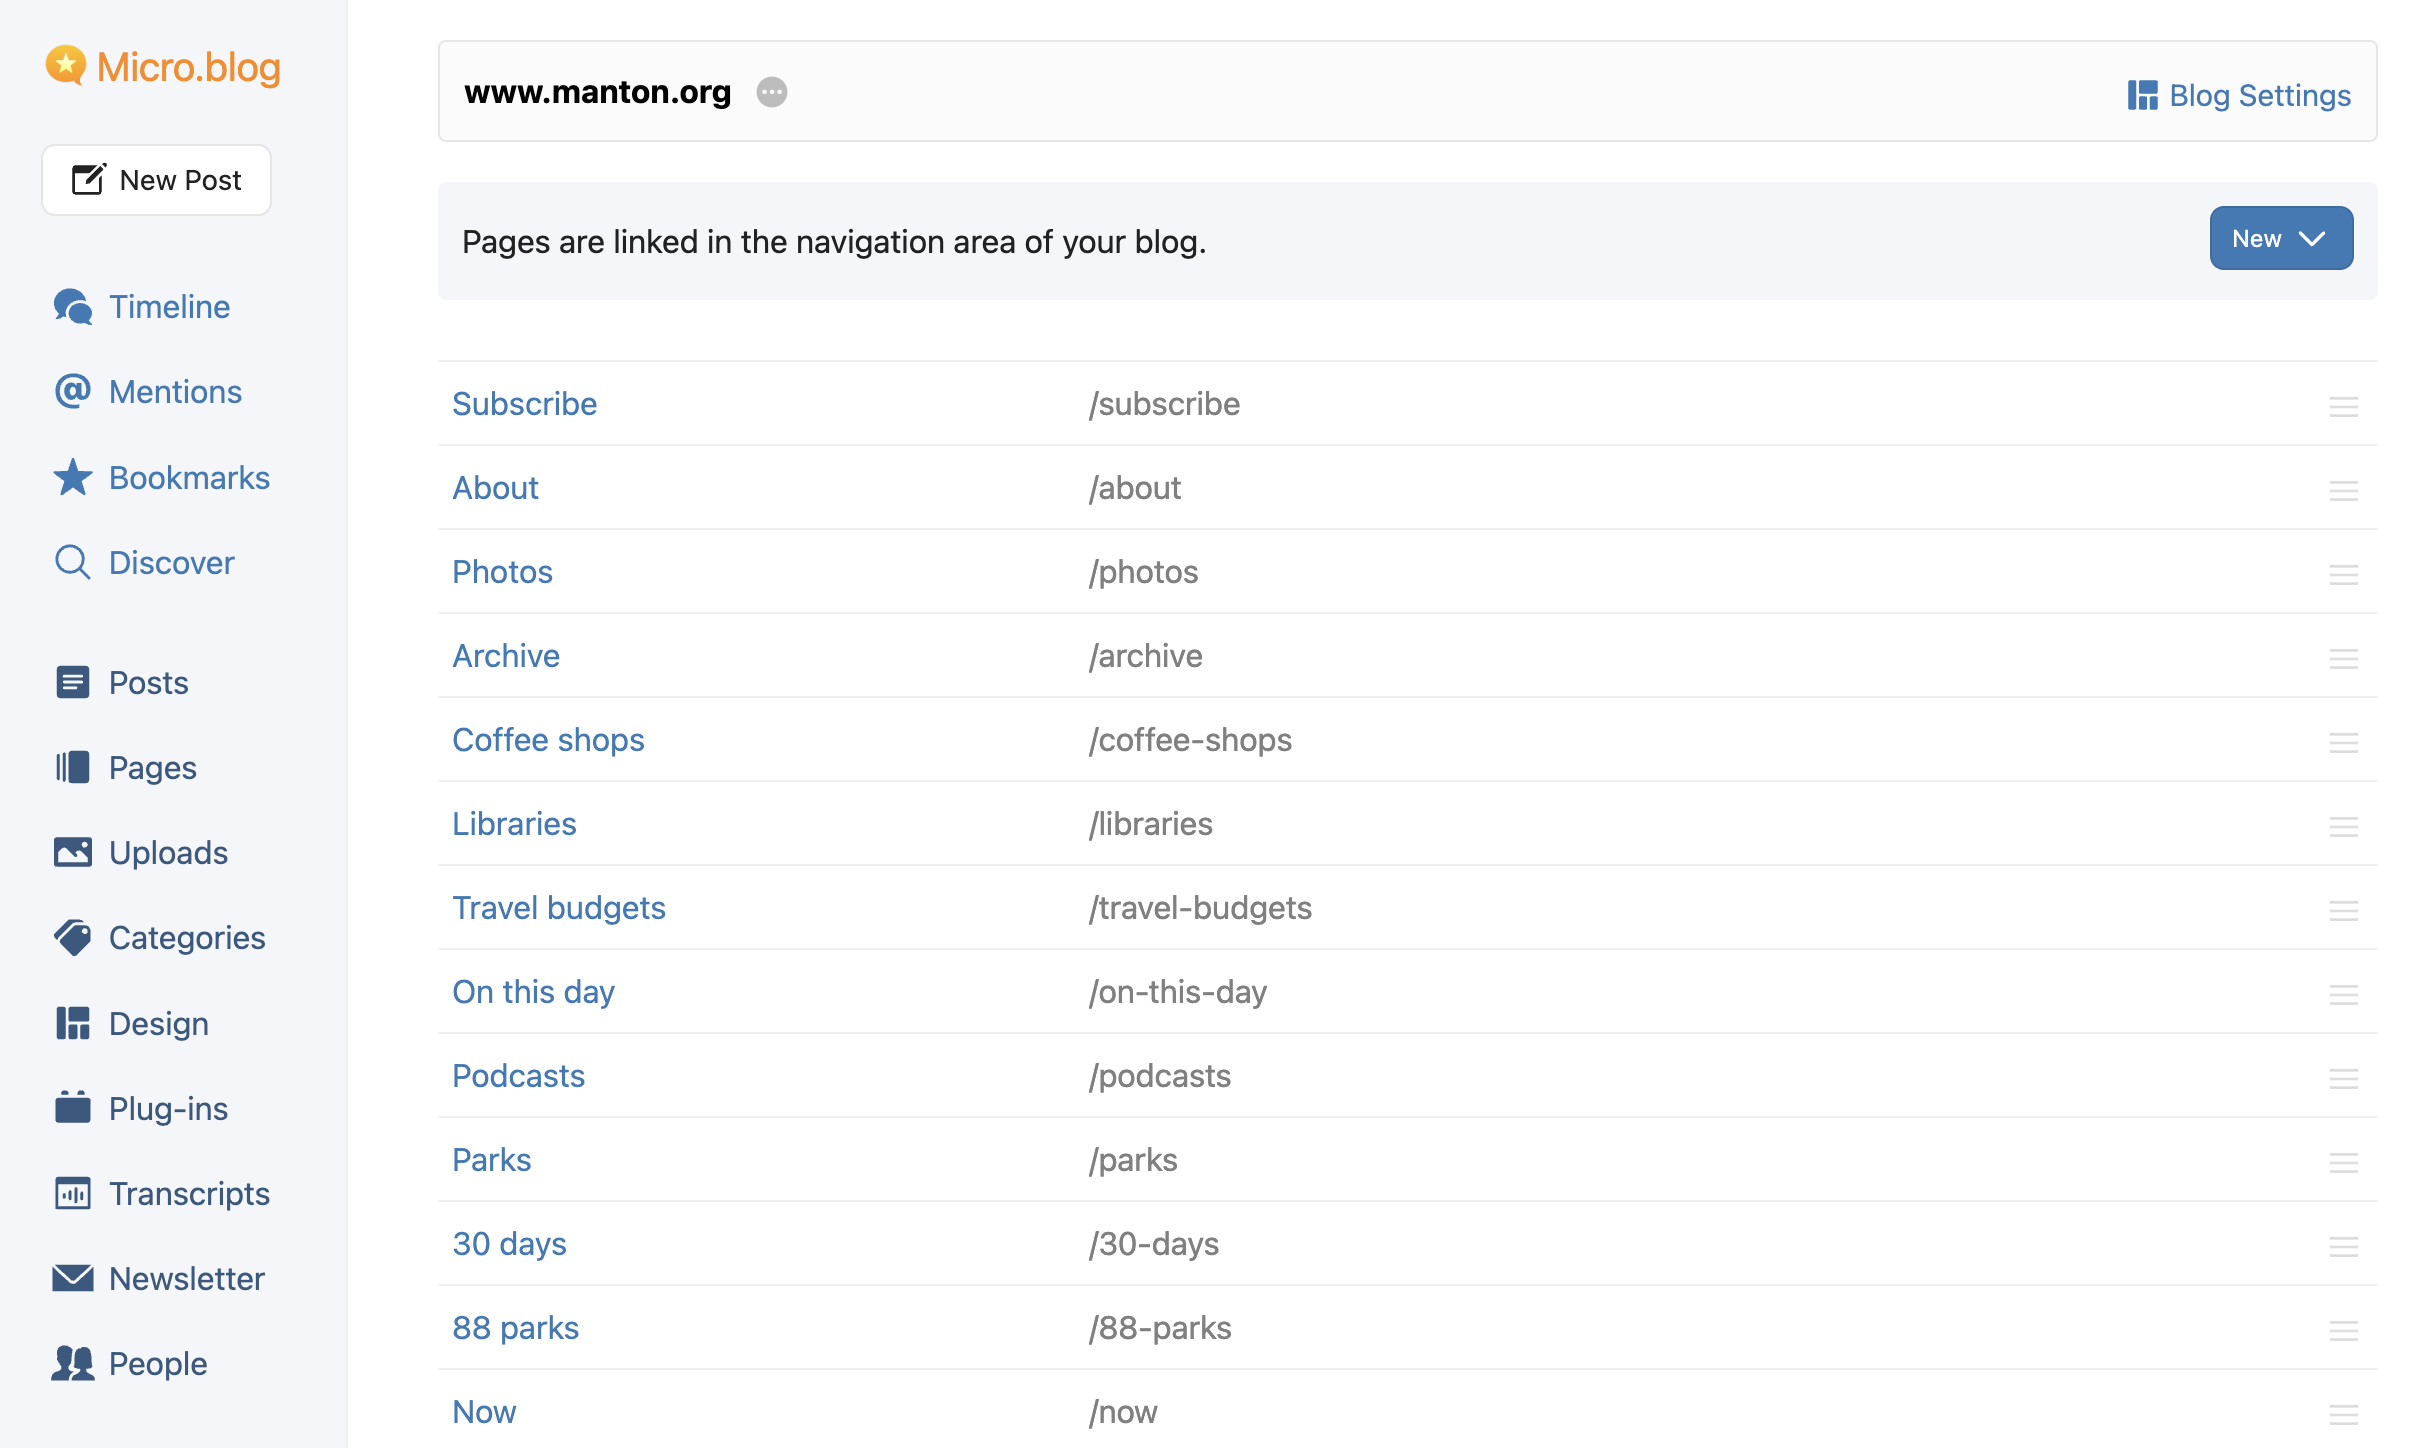 Micro.blog
New Post
Timeline
Mentions
Bookmarks
Discover
Posts
Pages
Uploads
Categories
Design
Plug-ins
Transcripts
Newsletter
People
www.manton.org
Blog Settings
Pages are linked in the navigation area of your blog.
New
Subscribe /subscribe
About /about
Photos /photos
Archive /archive
Coffee shops /coffee-shops
Libraries /libraries
Travel budgets /travel-budgets
On this day /on-this-day
Podcasts /podcasts
Parks /parks
30 days /30-days
88 parks /88-parks
Now /now